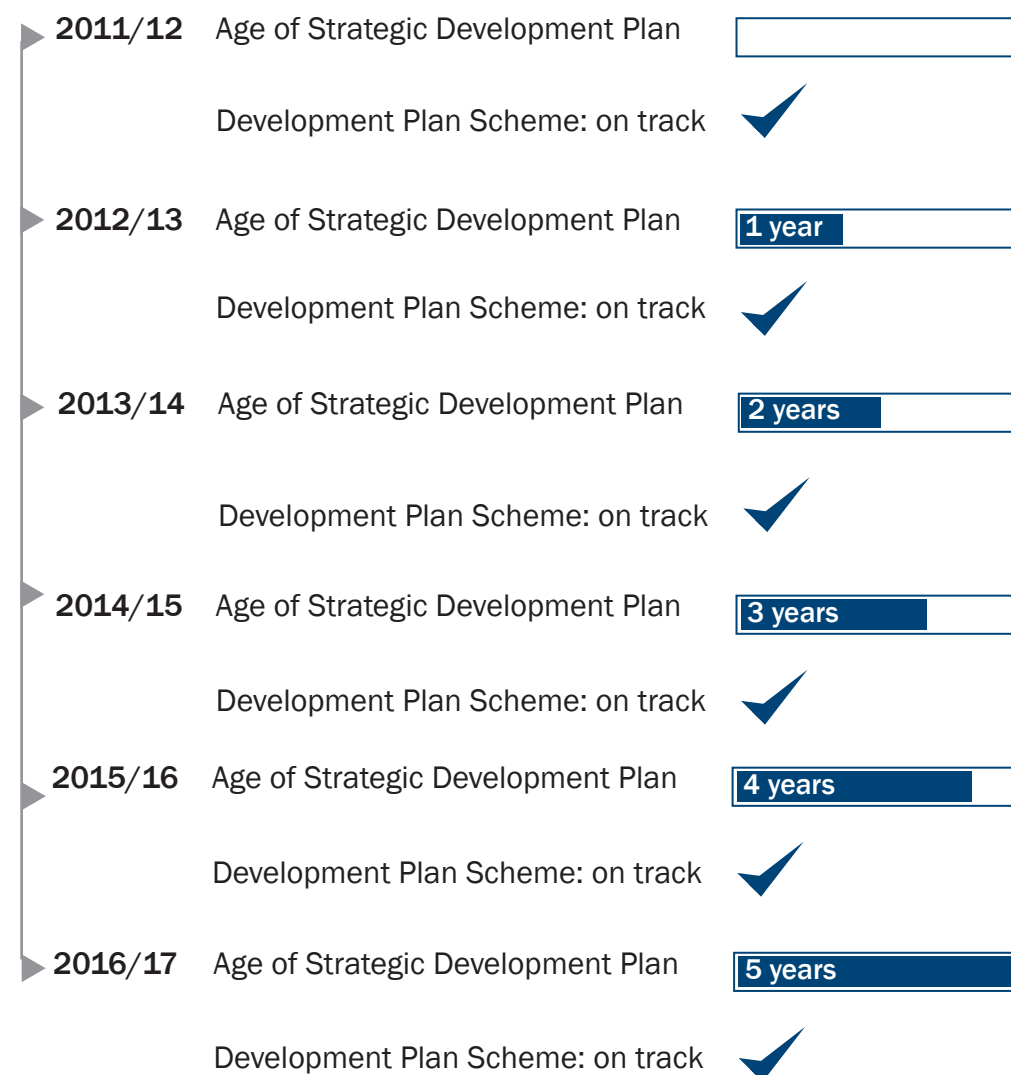 2011/12 Age of Strategic Development Plan
Development Plan Scheme: on track
2012/13 Age of Strategic Development Plan 1 year
Development Plan Scheme: on track
2013/14 Age of Strategic Development Plan 2 years
Development Plan Scheme: on track
2014/15 Age of Strategic Development Plan 3 years
Development Plan Scheme: on track
2015/16 Age of Strategic Development Plan 4 years
Development Plan Scheme: on track
2016/17 Age of Strategic Development Plan 5 years
Development Plan Scheme: on track